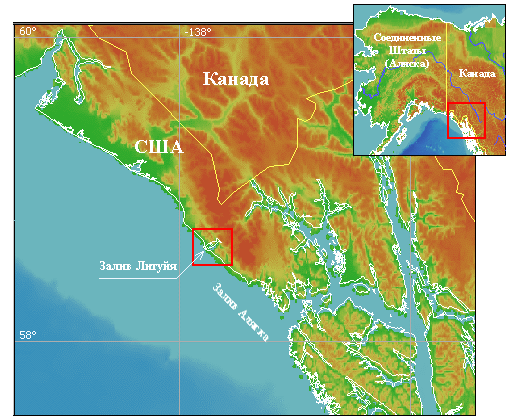 60°
-138°
Соединенные
Штаты
(Аляска)
Канада
Канада
США
Залив Литуйя
Залив Аляска
58°